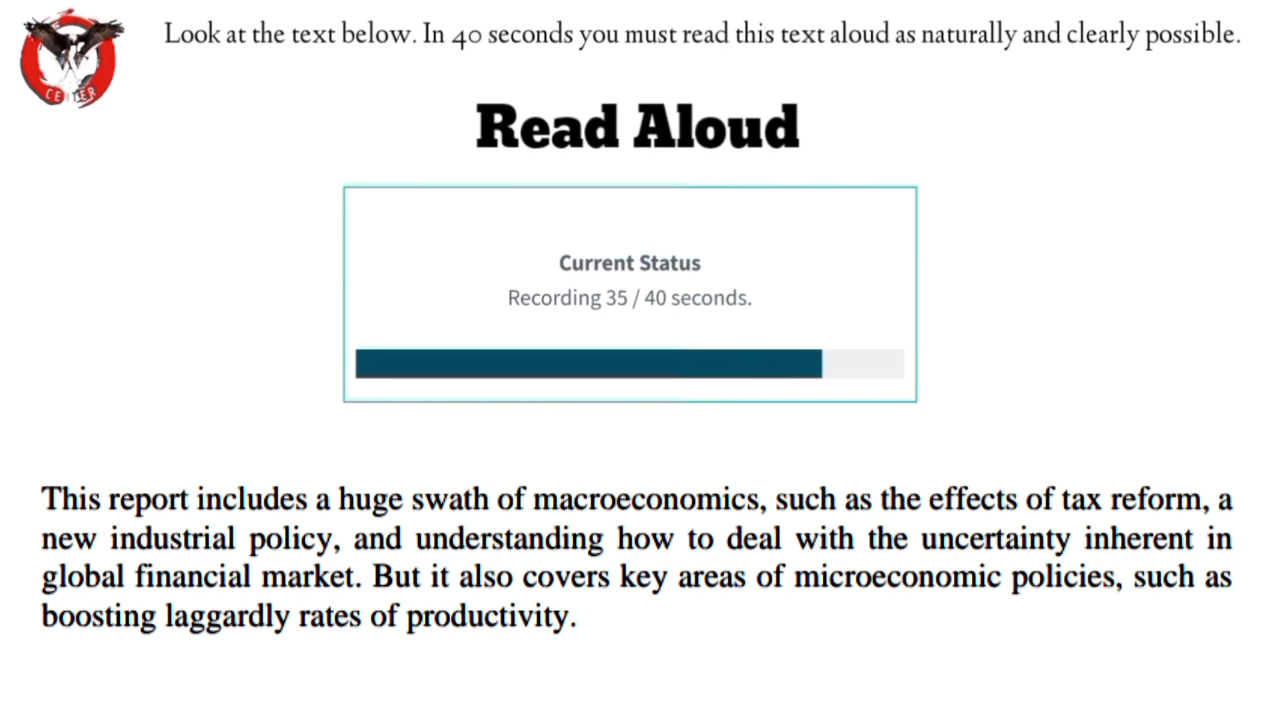 Look at the text below. In 40 seconds you must read this text aloud as naturally and clearly possible.
CENTER
Read Aloud
Current Status
Recording 35 / 40 seconds.
This report includes a huge swath of macroeconomics, such as the effects of tax reform, a
new industrial policy, and understanding how to deal with the uncertainty inherent in
global financial market. But it also covers key areas of microeconomic policies, such as
boosting laggardly rates of productivity.